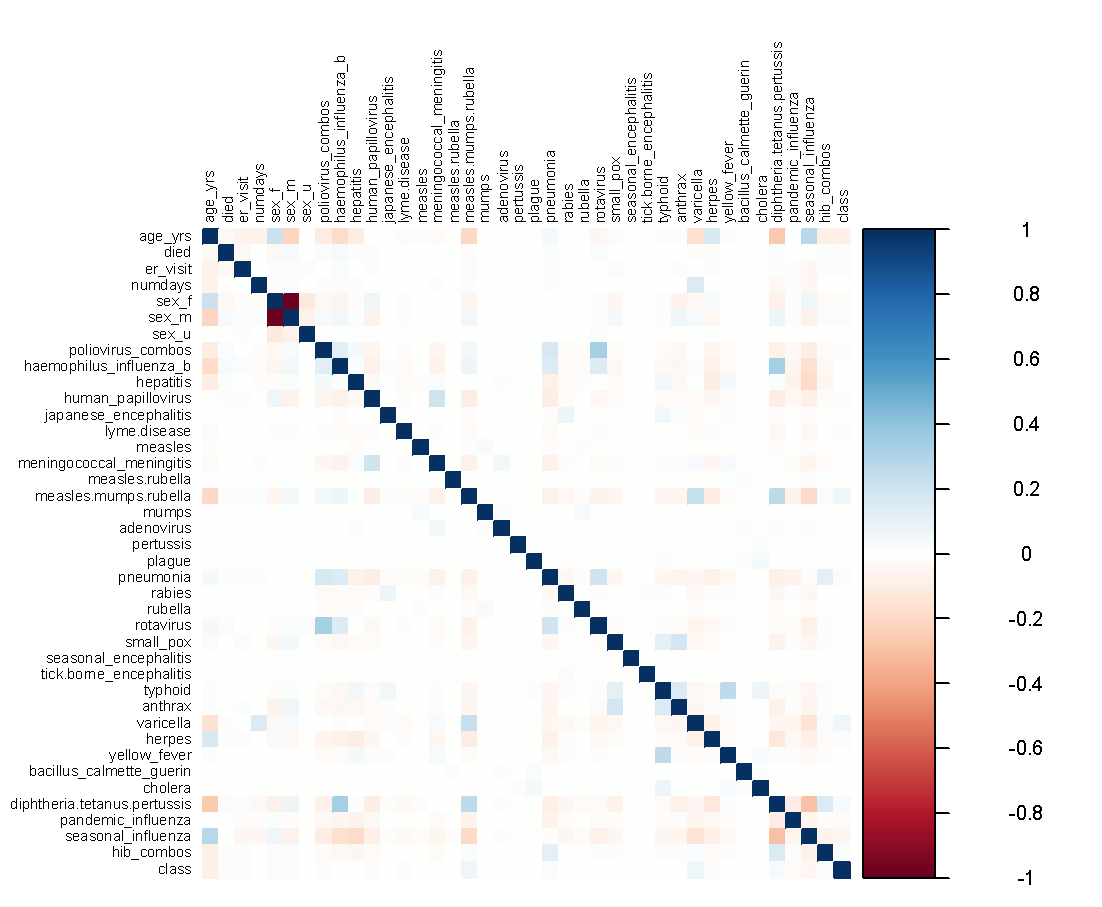 age_yrs
died
er_visit
numdays
sex_f
sex_m
sex_u
poliovirus_combos
haemophilus_influenza_b
hepatitis
human_papillovirus
japanese_encephalitis
lyme.disease
measles
meningococcal_meningitis
measles.rubella
measles.mumps.rubella
mumps
adenovirus
pertussis
plague
pneumonia
rabies
rubella
rotavirus
small_pox
seasonal_encephalitis
tick.borne_encephalitis
typhoid
anthrax
varicella
herpes
yellow_fever
bacillus_calmette_guerin
cholera
diphtheria.tetanus.pertussis
pandemic_influenza
seasonal_influenza
hib_combos
class
age_yrs
died
er_visit
numdays
sex_f
sex_m
sex_u
poliovirus_combos
haemophilus_influenza_b
hepatitis
human_papillovirus
japanese_encephalitis
lyme.disease
measles
meningococcal_meningitis
measles.rubella
measles.mumps.rubella
mumps
adenovirus
pertussis
plague
pneumonia
rabies
rubella
rotavirus
small_pox
seasonal_encephalitis
tick.borne_encephalitis
typhoid
anthrax
varicella
herpes
yellow_fever
bacillus_calmette_guerin
cholera
diphtheria.tetanus.pertussis
pandemic_influenza
seasonal_influenza
hib_combos
class
1
0.8
0.6
0.4
0.2
0
-0.2
-0.4
-0.6
-0.8
-1